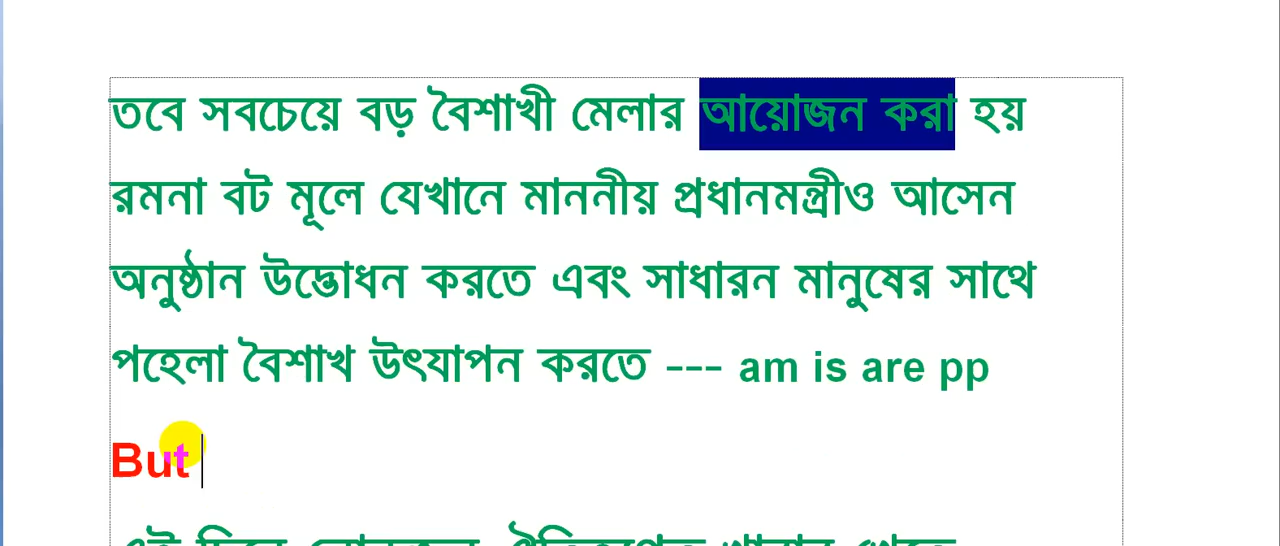 তবে সবচেয়ে বড় বৈশাখী মেলার আয়োজন করা হয়
রমনা বট মূলে যেখানে মাননীয় প্রধানমন্ত্রীও আসেন
অনুষ্ঠান উদ্ভোধন করতে এবং সাধারন মানুষের সাথে
পহেলা বৈশাখ উৎযাপন করতে --- am is are pp
But